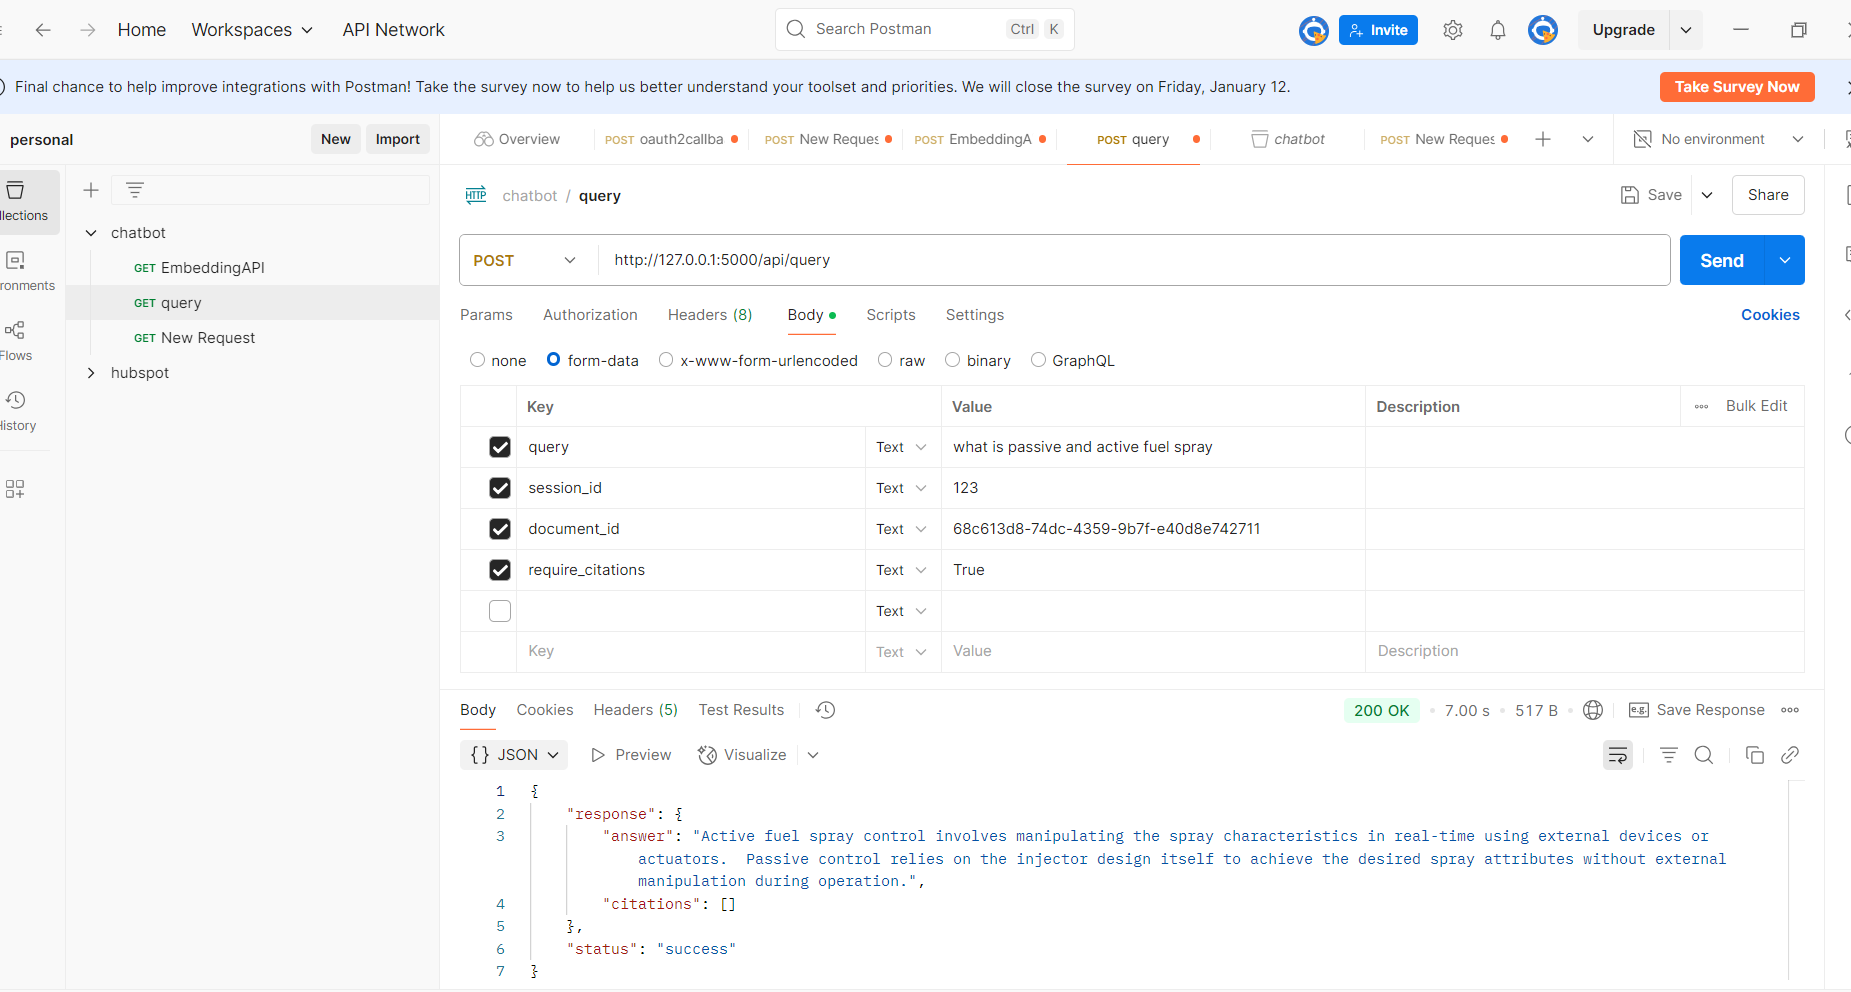 Home Workspaces API Network Search Postman Ctrl K Invite Upgrade
Final chance to help improve integrations with Postman! Take the survey now to help us better understand your toolset and priorities. We will close the survey on Friday, January 12. Take Survey Now
personal New Import Overview POST oauth2callba POST New Reques POST EmbeddingA POST query chatbot POST New Reques No environment
llections
ronments
Flows
History
chatbot
GET EmbeddingAPI
GET query
GET New Request
hubspot
HTTP chatbot / query Save Share
POST http://127.0.0.1:5000/api/query Send
Params Authorization Headers (8) Body Scripts Settings Cookies
none form-data x-www-form-urlencoded raw binary GraphQL
Key Value Description Bulk Edit
query Text what is passive and active fuel spray
session_id Text 123
document_id Text 68c613d8-74dc-4359-9b7f-e40d8e742711
require_citations Text True
Text
Key Text Value Description
Body Cookies Headers (5) Test Results 200 OK 7.00 s 517 B e.g. Save Response
{} JSON Preview Visualize
1 {
2 "response": {
3 "answer": "Active fuel spray control involves manipulating the spray characteristics in real-time using external devices or
actuators.  Passive control relies on the injector design itself to achieve the desired spray attributes without external
manipulation during operation.",
4 "citations": []
5 },
6 "status": "success"
7 }